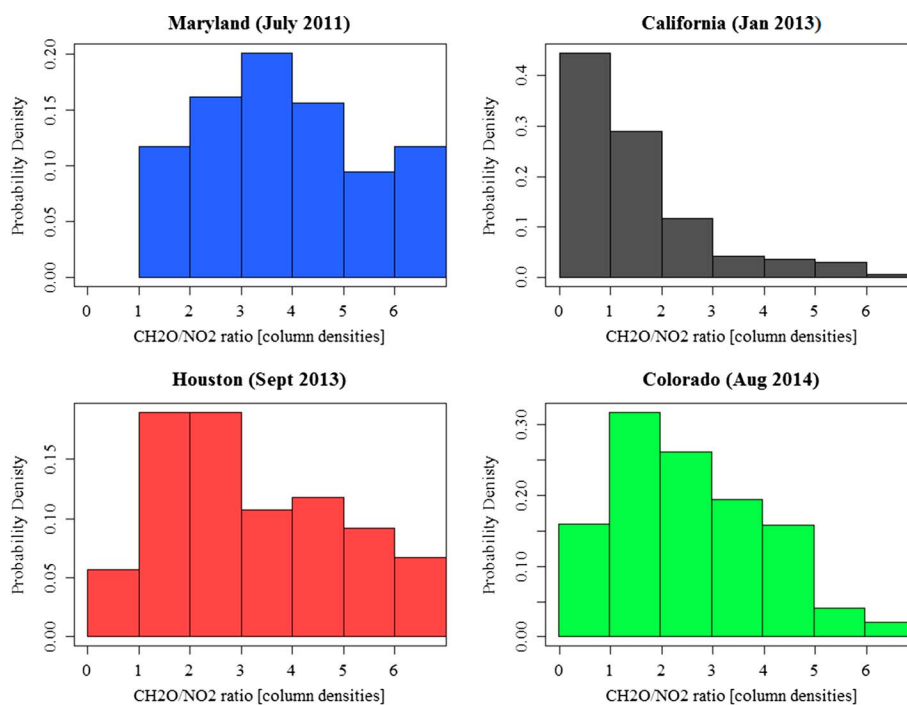 Maryland (July 2011)
Probability Denisty
0.00 0.05 0.10 0.15 0.20
0 1 2 3 4 5 6
CH2O/NO2 ratio [column densities]
California (Jan 2013)
Probability Denisty
0.0 0.1 0.2 0.3 0.4
0 1 2 3 4 5 6
CH2O/NO2 ratio [column densities]
Houston (Sept 2013)
Probability Denisty
0.00 0.05 0.10 0.15
0 1 2 3 4 5 6
CH2O/NO2 ratio [column densities]
Colorado (Aug 2014)
Probability Denisty
0.00 0.10 0.20 0.30
0 1 2 3 4 5 6
CH2O/NO2 ratio [column densities]